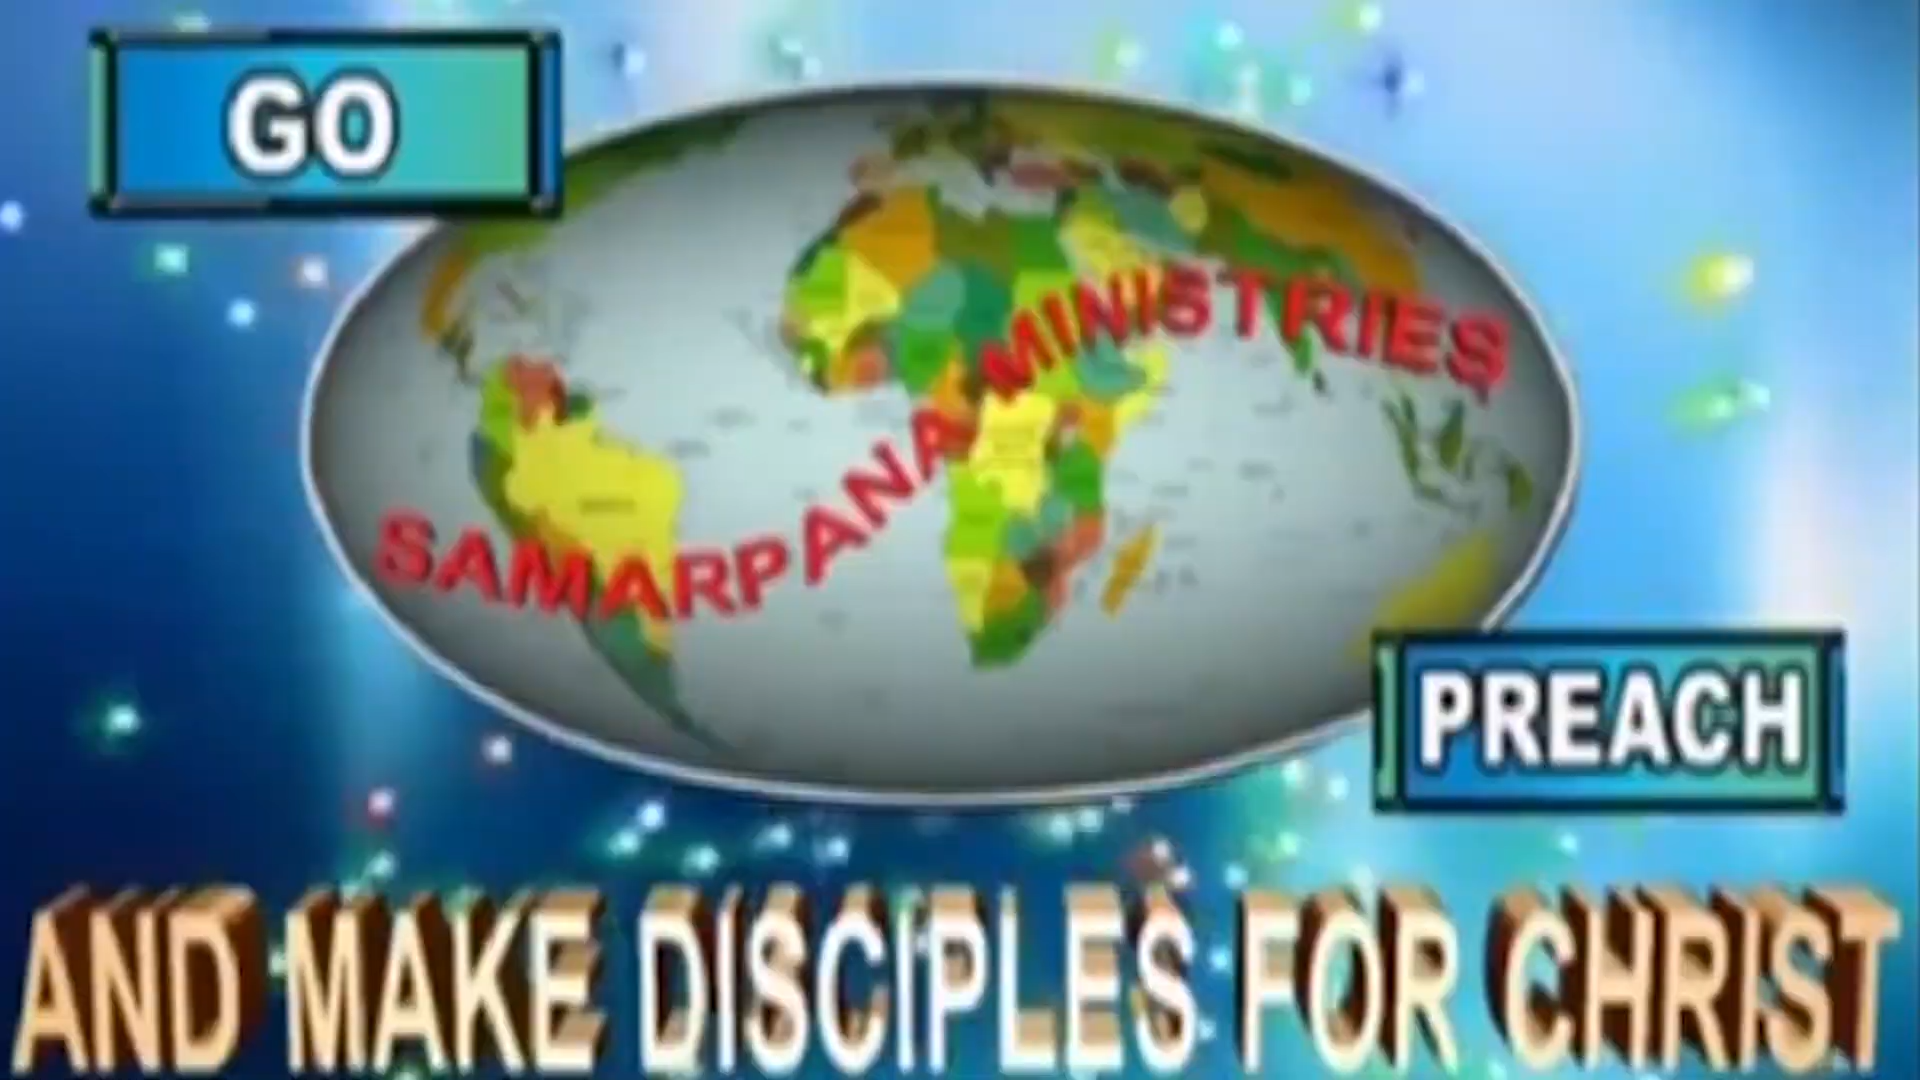 GO
SAMARPANA MINISTRIES
PREACH
AND MAKE DISCIPLES FOR CHRIST